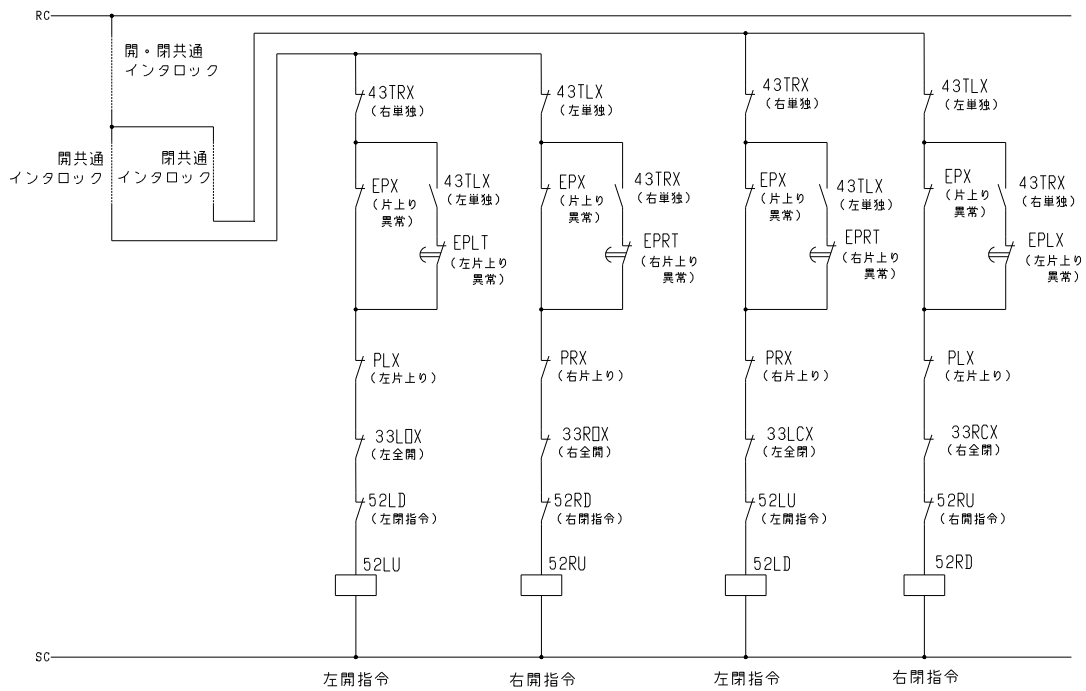 RC
開・閉共通
インタロック
開共通
インタロック
閉共通
インタロック
43TRX
(右単独)
EPX
(片上り
異常)
43TLX
(左単独)
EPLT
(左片上り
異常)
PLX
(左片上り)
33LOX
(左全開)
52LD
(左閉指令)
52LU
43TLX
(左単独)
EPX
(片上り
異常)
43TRX
(右単独)
EPRT
(右片上り
異常)
PRX
(右片上り)
33ROX
(右全開)
52RD
(右閉指令)
52RU
43TRX
(右単独)
EPX
(片上り
異常)
43TLX
(左単独)
EPRT
(右片上り
異常)
PRX
(右片上り)
33LCX
(左全閉)
52LU
(左開指令)
52LD
43TLX
(左単独)
EPX
(片上り
異常)
43TRX
(右単独)
EPLX
(左片上り
異常)
PLX
(左片上り)
33RCX
(右全閉)
52RU
(右開指令)
52RD
SC
左開指令
右開指令
左閉指令
右閉指令